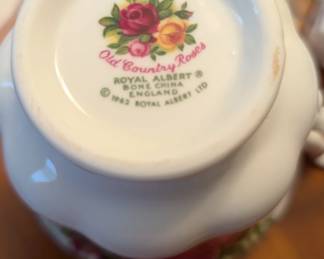 Old Country Roses
ROYAL ALBERT ®
BONE CHINA
ENGLAND
© 1962 ROYAL ALBERT LTD